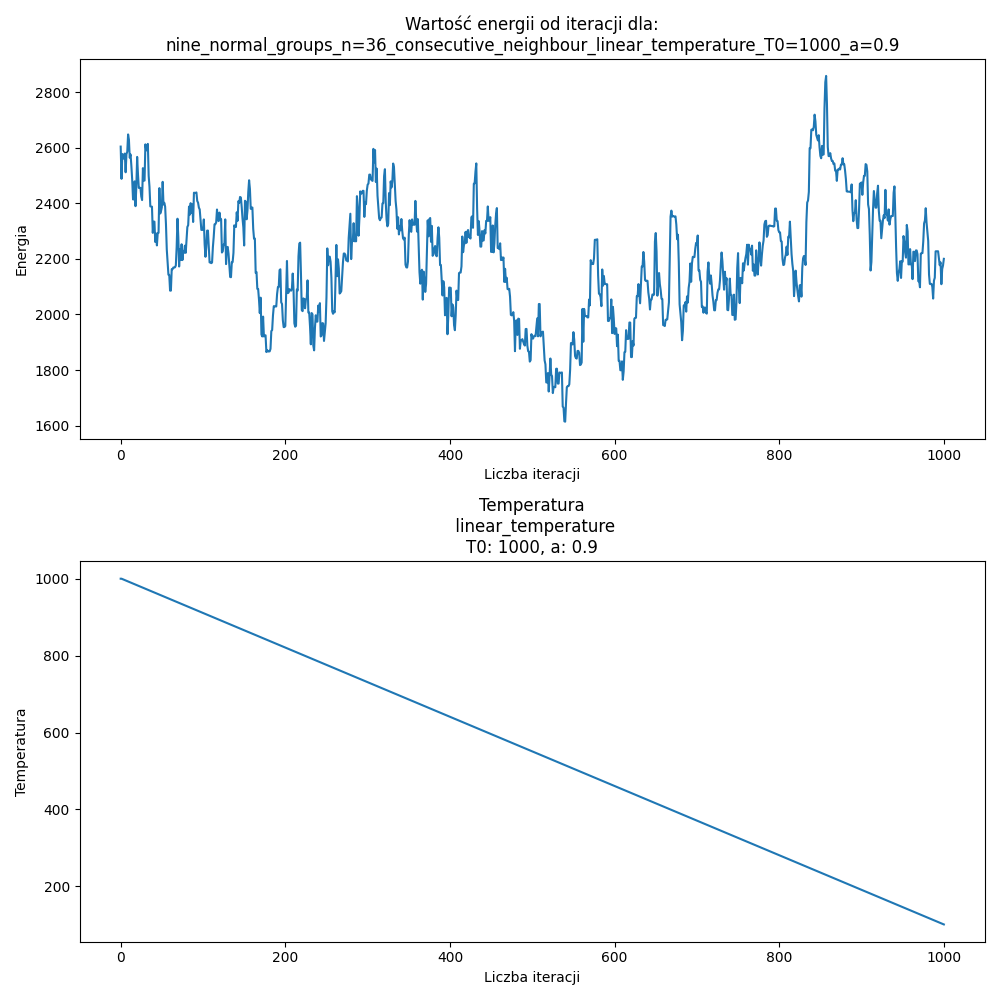 Wartość energii od iteracji dla:
nine_normal_groups_n=36_consecutive_neighbour_linear_temperature_T0=1000_a=0.9
2800
2600
2400
2200
2000
1800
1600
Energia
0 200 400 600 800 1000
Liczba iteracji
Temperatura
linear_temperature
T0: 1000, a: 0.9
1000
800
600
400
200
Temperatura
0 200 400 600 800 1000
Liczba iteracji